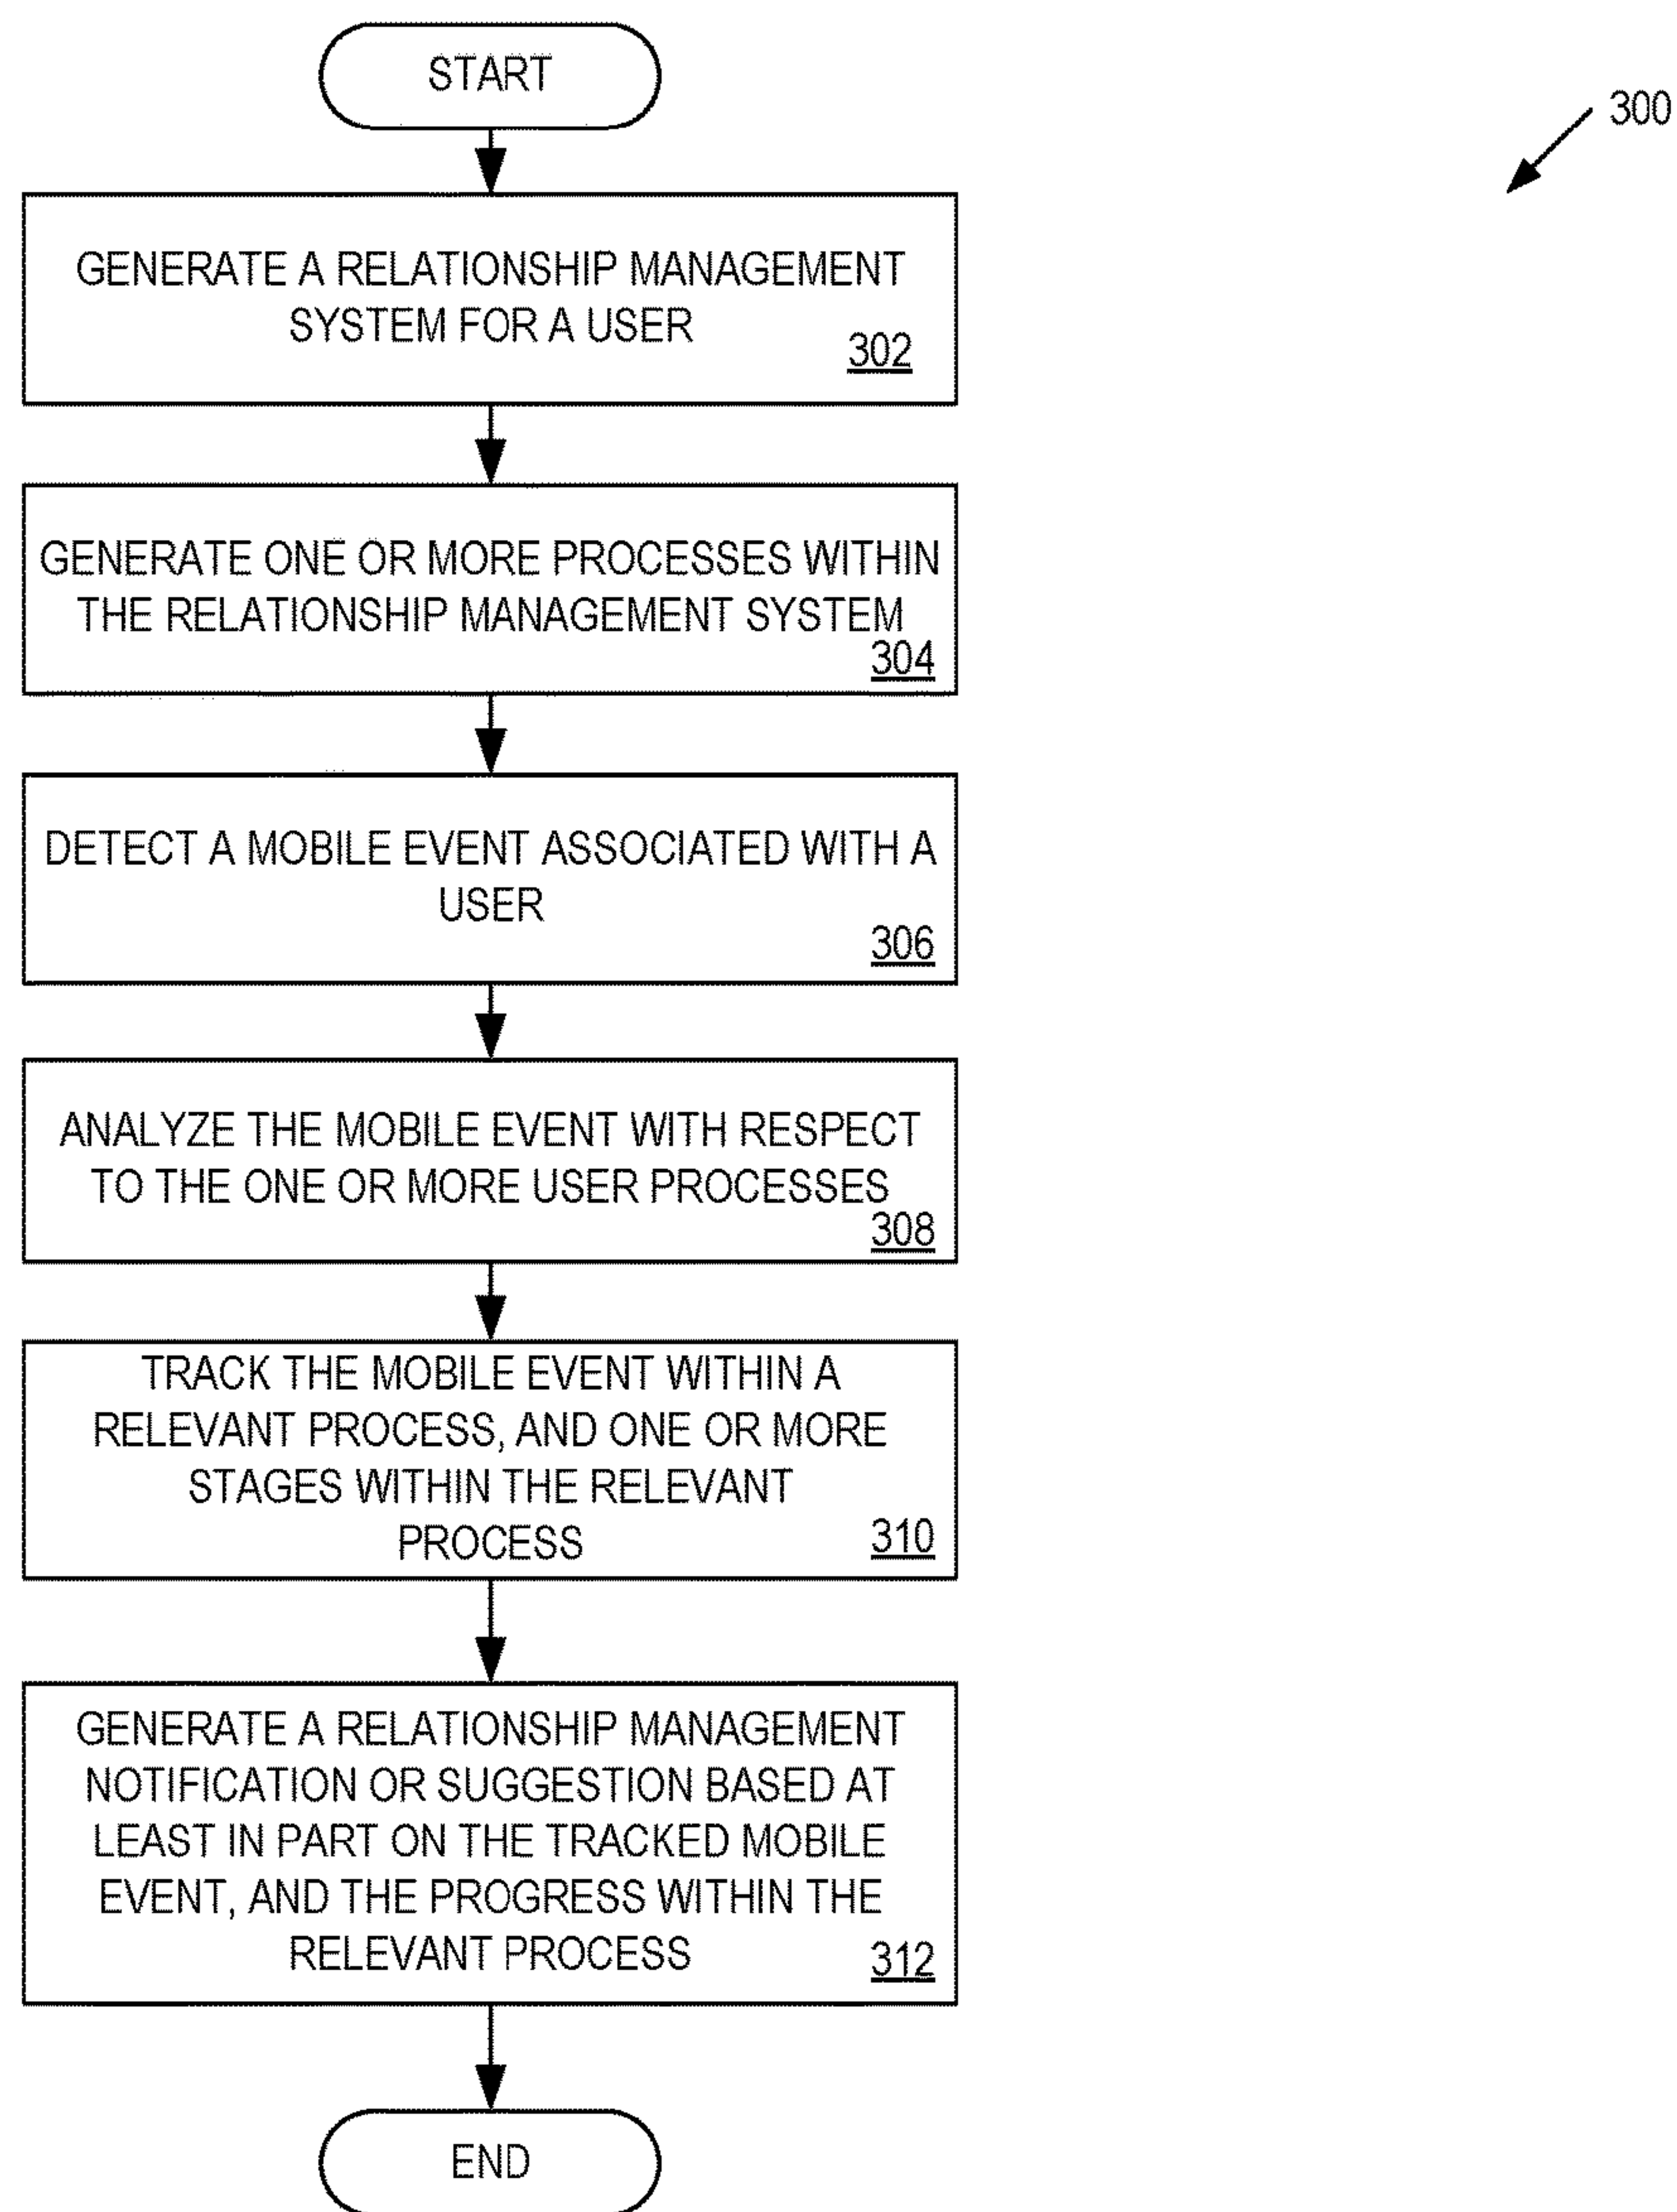 START
300
GENERATE A RELATIONSHIP MANAGEMENT
SYSTEM FOR A USER
302
GENERATE ONE OR MORE PROCESSES WITHIN
THE RELATIONSHIP MANAGEMENT SYSTEM
304
DETECT A MOBILE EVENT ASSOCIATED WITH A
USER
306
ANALYZE THE MOBILE EVENT WITH RESPECT
TO THE ONE OR MORE USER PROCESSES
308
TRACK THE MOBILE EVENT WITHIN A
RELEVANT PROCESS, AND ONE OR MORE
STAGES WITHIN THE RELEVANT
PROCESS
310
GENERATE A RELATIONSHIP MANAGEMENT
NOTIFICATION OR SUGGESTION BASED AT
LEAST IN PART ON THE TRACKED MOBILE
EVENT, AND THE PROGRESS WITHIN THE
RELEVANT PROCESS
312
END